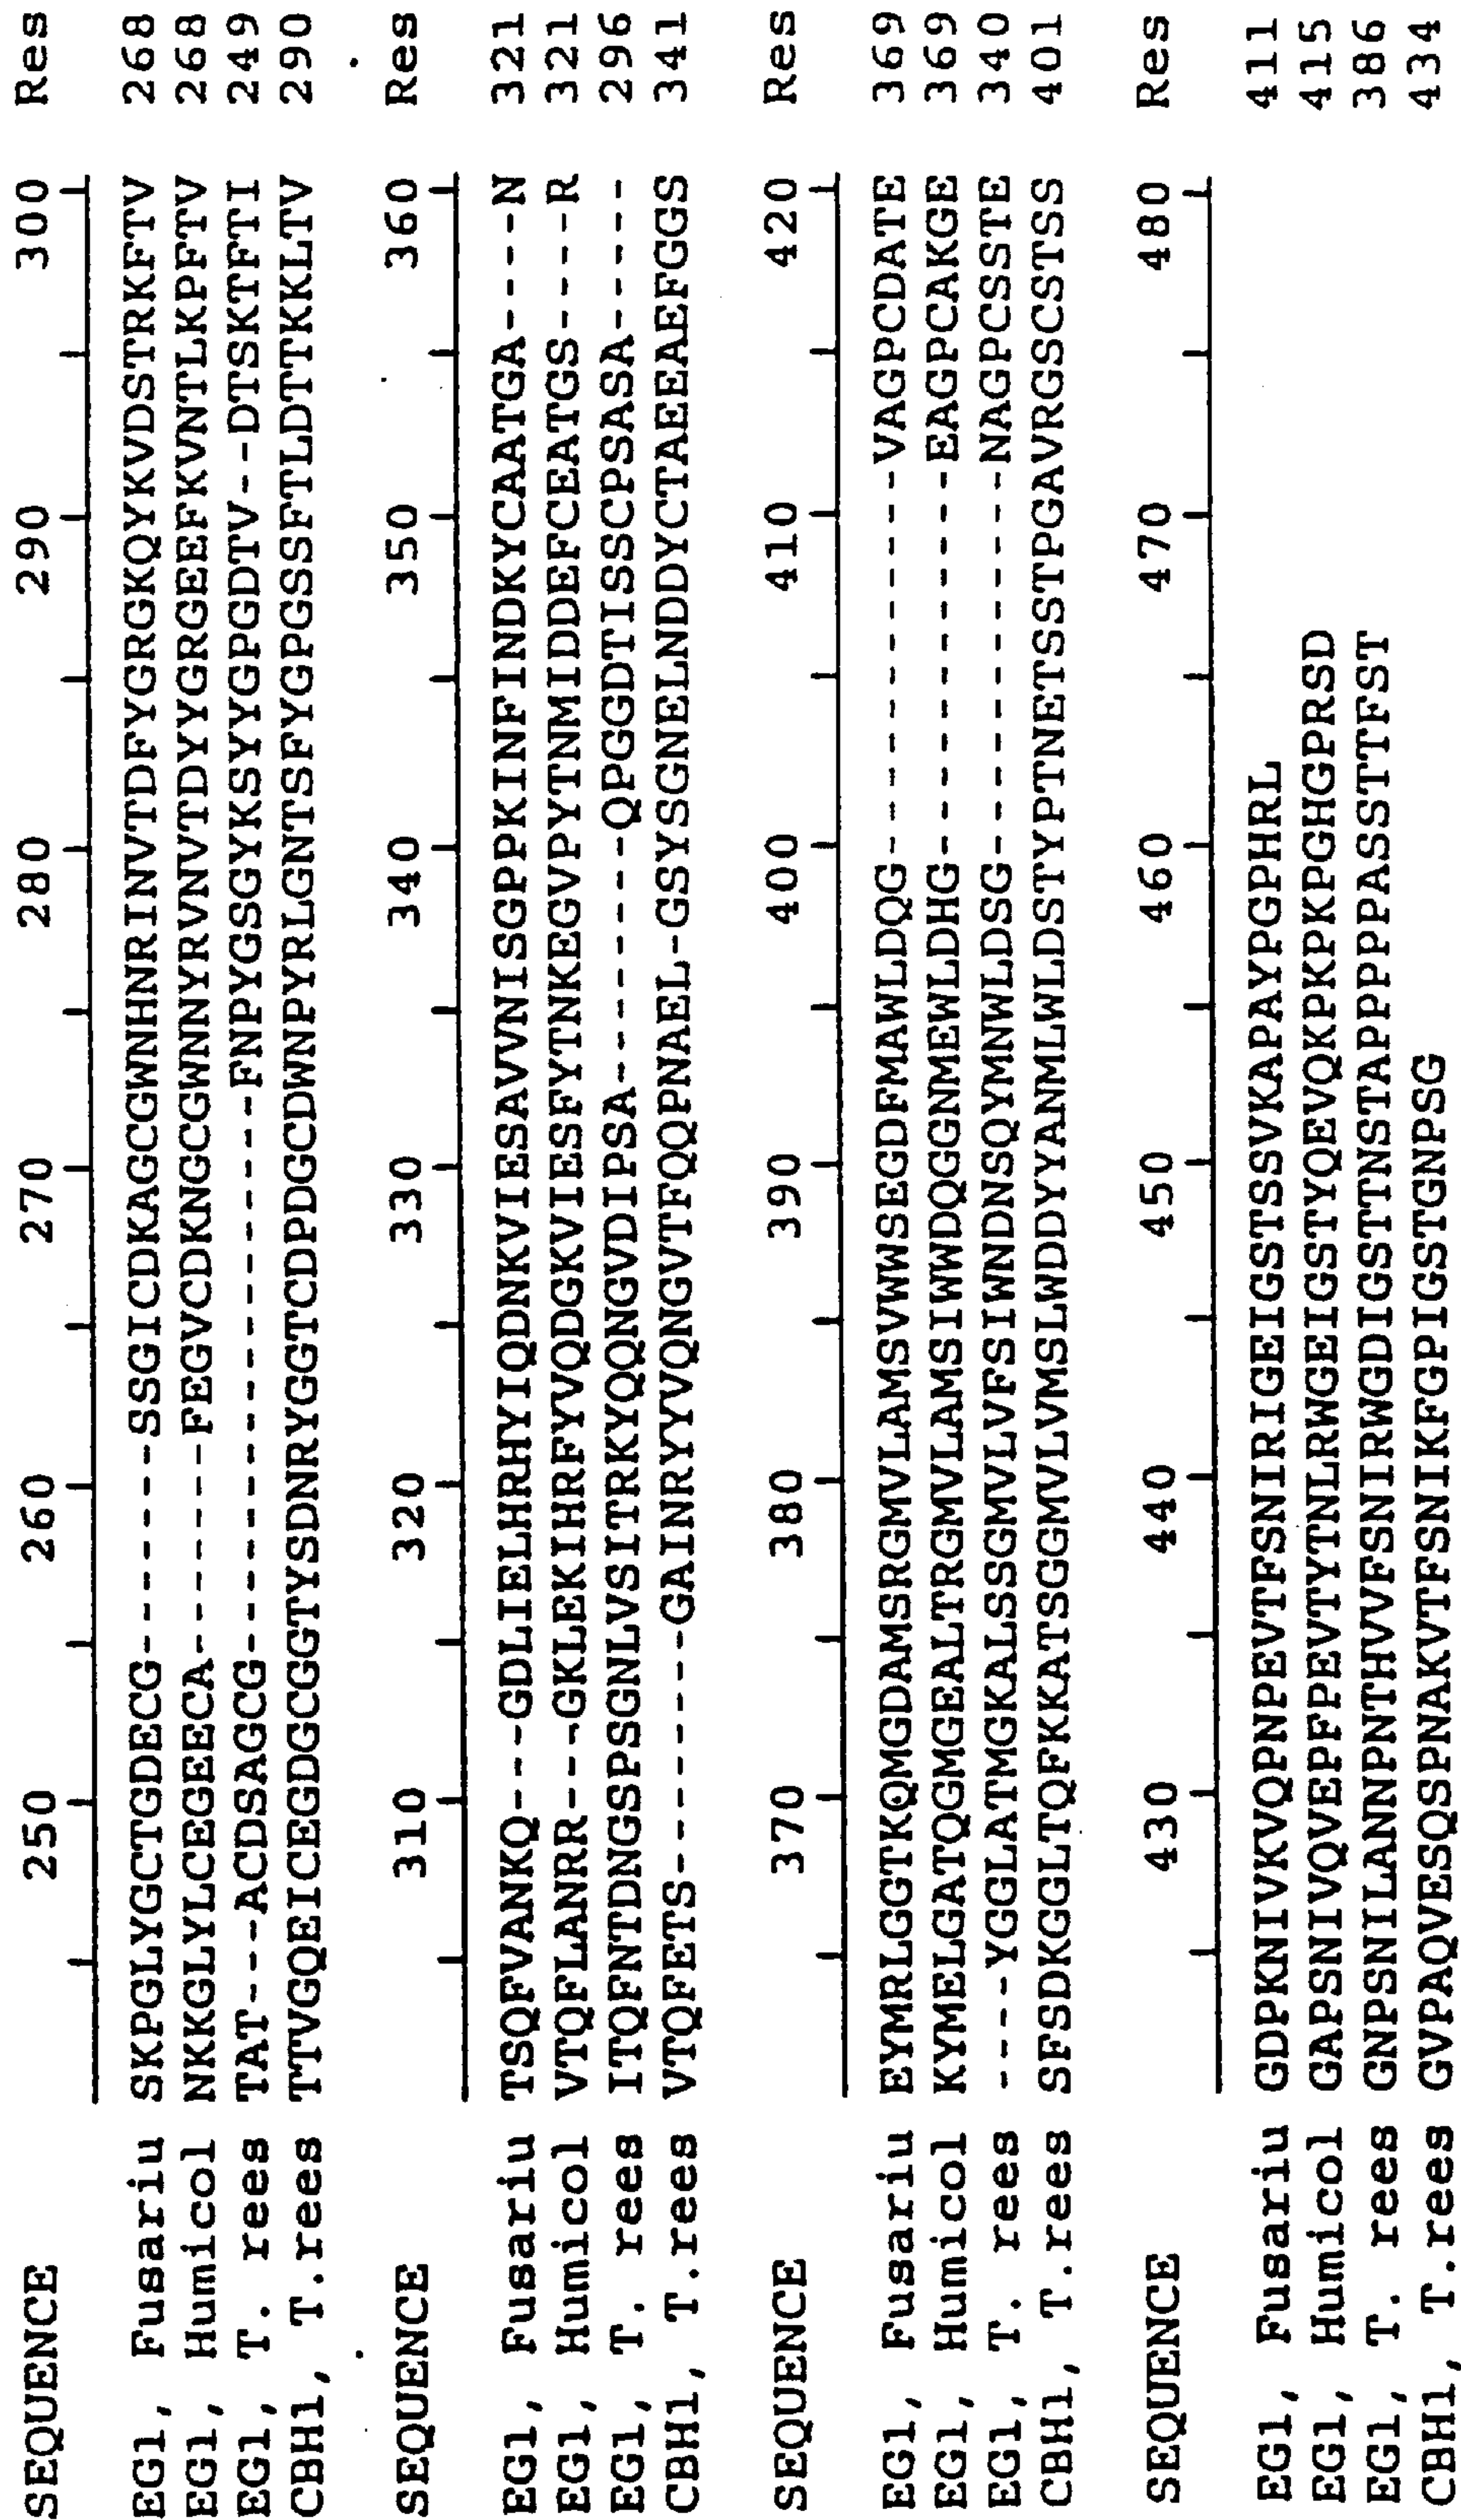 SEQUENCE 250 260 270 280 290 300 Res
EG1, Fusariu SKPGLYGCTGDECG-------SSGICDKAGCGWNHNRINVTDFYGRGKQYKVDSTRKFTV 268
EG1, Humicol NKKGLYLCEGEECA-------FEGVCDKNGCGWNNYRVNVTDYYGRGEEFKVNTLKPFTV 268
EG1, T. rees TAT---ACDSAGCG------------------FNPYGSGYKSYYGPGDTV--DTSKTFTI 249
CBH1, T.rees TTVGQEICEGDGCGGTYSDNRYGGTCDPDGCDWNPYRLGNTSFYGPGSSFTLDTTKKLTV 290
SEQUENCE 310 320 330 340 350 360 Res
EG1, Fusariu TSQFVANKQ---GDLIELHRHYIQDNKVIESAVVNISGPPKINFINDKYCAATGA----N 321
EG1, Humicol VTQFLANRR---GKLEKIHRFYVQDGKVIESFYTNKEGVPYTNMIDDEFCEATGS----R 321
EG1, T. rees ITQFNTDNGSPSGNLVSITRKYQQNGVDIPSA--------QPGGDTISSCPSASA----- 296
CBH1, T.rees VTQFETS--------GAINRYYVQNGVTFQQPNAEL-GSYSGNELNDDYCTAEEAEFGGS 341
SEQUENCE 370 380 390 400 410 420 Res
EG1, Fusariu EYMRLGGTKQMGDAMSRGMVLAMSVWWSEGDFMAWLDQG------------VAGPCDATE 369
EG1, Humicol KYMELGATQGMGEALTRGMVLAMSIWWDQGGNMEWLDHG------------EAGPCAKGE 369
EG1, T. rees ----YGGLATMGKALSSGMVLVFSIWNDNSQYMNWLDSG------------NAGPCSSTE 340
CBH1, T.rees SFSDKGGLTQFKKATSGGMVLVMSLWDDYYANMLWLDSTYPTNETSSTPGAVRGSCSTSS 401
SEQUENCE 430 440 450 460 470 480 Res
EG1, Fusariu GDPKNIVKVQPNPEVTFSNIRIGEIGSTSSVKAPAYPGPHRL 411
EG1, Humicol GAPSNIVQVEPFPEVTYTNLRWGEIGSTYQEVQKPKPKPGHGPRSD 415
EG1, T. rees GNPSNILANNPNTHVVFSNIRWGDIGSTTNSTAPPPPPASSTTFST 386
CBH1, T.rees GVPAQVESQSPNAKVTFSNIKFGPIGSTGNPSG 434